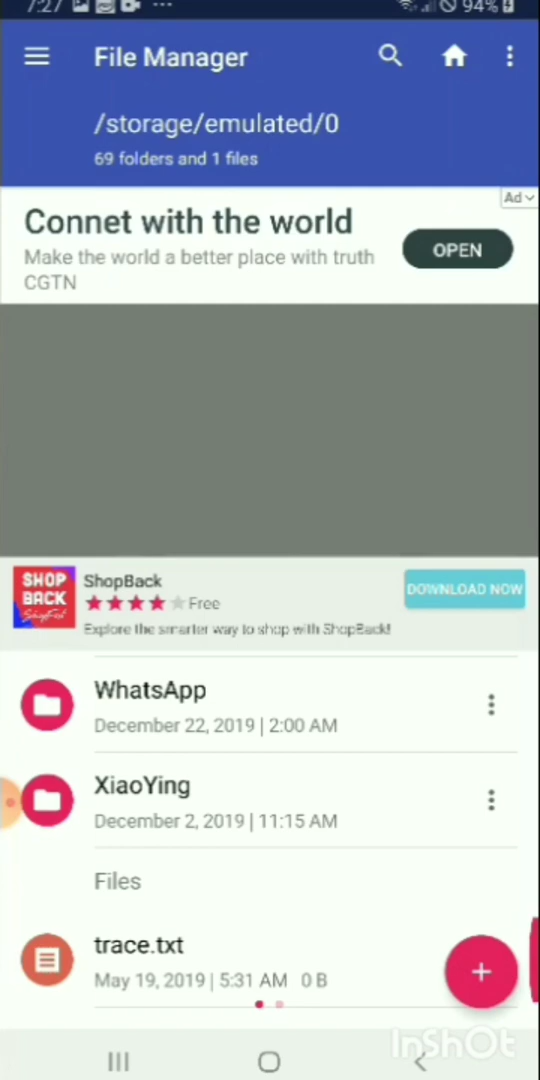 7:27 94%
File Manager
/storage/emulated/0
69 folders and 1 files
Ad
Connet with the world
Make the world a better place with truth
CGTN
OPEN
SHOP
BACK
ShopBack
Free
DOWNLOAD NOW
Explore the smarter way to shop with ShopBack!
WhatsApp
December 22, 2019 | 2:00 AM
XiaoYing
December 2, 2019 | 11:15 AM
Files
trace.txt
May 19, 2019 | 5:31 AM 0 B
InShOt